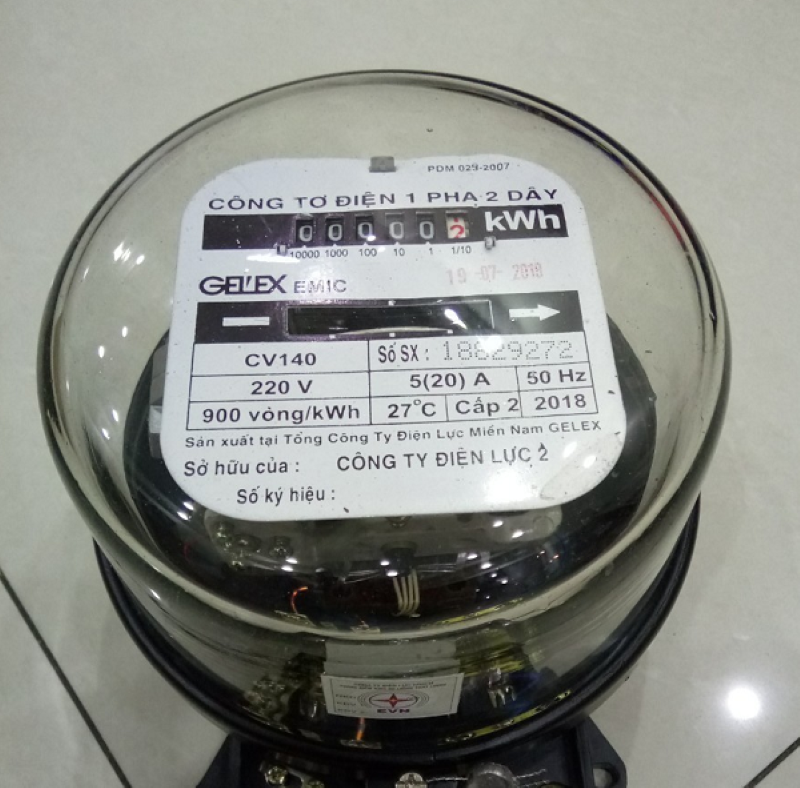 PDM 029-2007
CÔNG TƠ ĐIỆN 1 PHA 2 DÂY
0 0 0 0 0 2 kWh
10000 1000 100 10 1 1/10
GELEX EMIC
19-07-2018
CV140 Số SX : 18829272
220 V 5(20) A 50 Hz
900 vòng/kWh 27°C Cấp 2 2018
Sản xuất tại Tổng Công Ty Điện Lực Miền Nam GELEX
Sở hữu của : CÔNG TY ĐIỆN LỰC 2
Số ký hiệu :
EVN